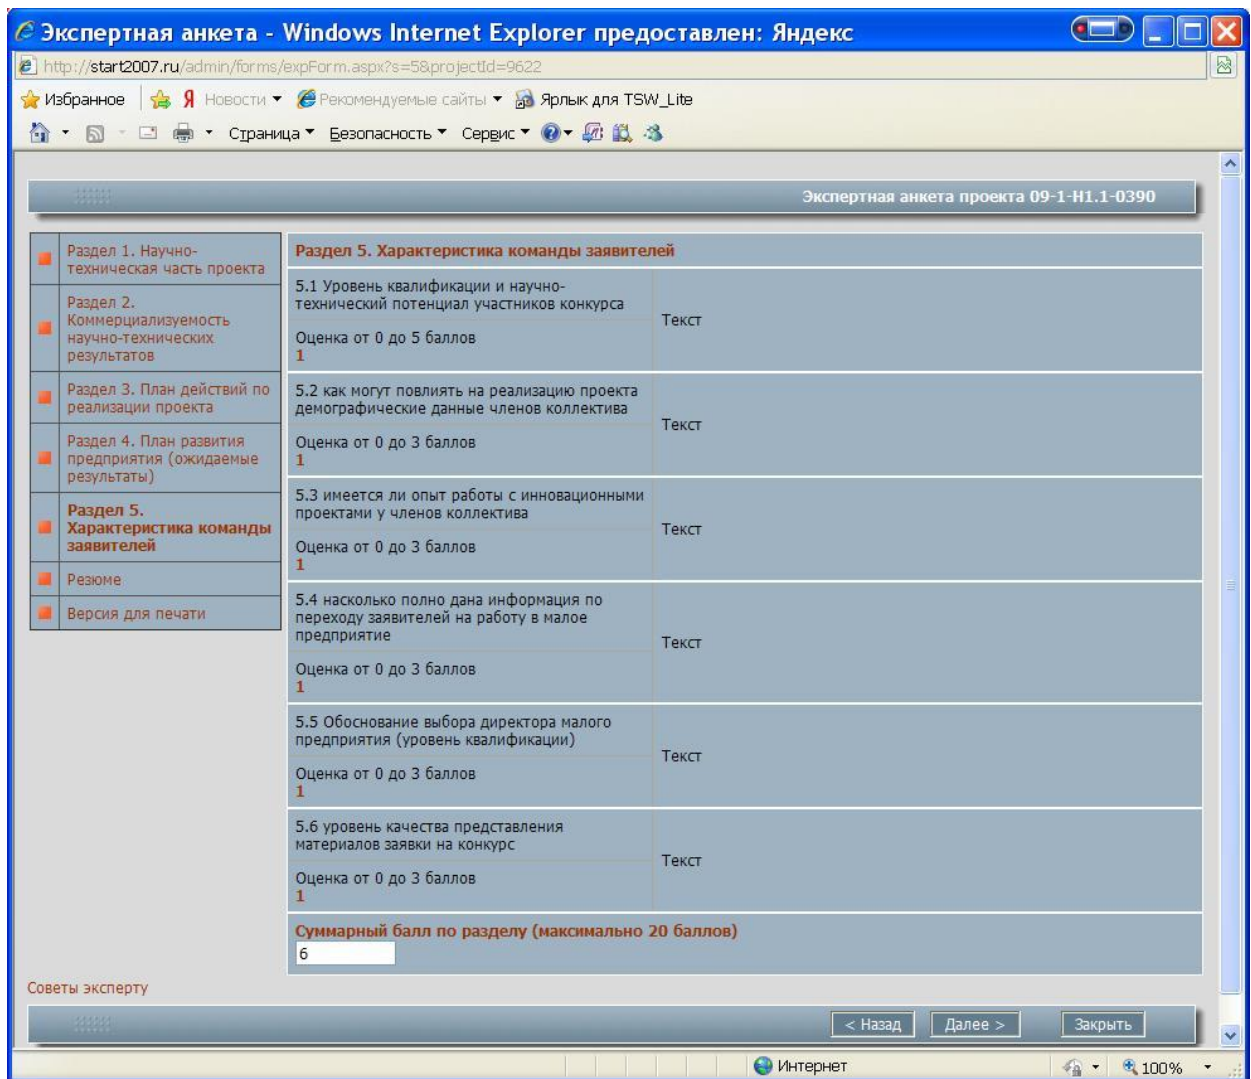 Экспертная анкета - Windows Internet Explorer предоставлен: Яндекс
http://start2007.ru/admin/forms/expForm.aspx?s=5&projectId=9622
Избранное Новости Рекомендуемые сайты Ярлык для TSW_Lite
Страница Безопасность Сервис
Экспертная анкета проекта 09-1-Н1.1-0390
Раздел 1. Научно-
техническая часть проекта
Раздел 2.
Коммерциализуемость
научно-технических
результатов
Раздел 3. План действий по
реализации проекта
Раздел 4. План развития
предприятия (ожидаемые
результаты)
Раздел 5.
Характеристика команды
заявителей
Резюме
Версия для печати
Раздел 5. Характеристика команды заявителей
5.1 Уровень квалификации и научно-
технический потенциал участников конкурса
Оценка от 0 до 5 баллов
1
Текст
5.2 как могут повлиять на реализацию проекта
демографические данные членов коллектива
Оценка от 0 до 3 баллов
1
Текст
5.3 имеется ли опыт работы с инновационными
проектами у членов коллектива
Оценка от 0 до 3 баллов
1
Текст
5.4 насколько полно дана информация по
переходу заявителей на работу в малое
предприятие
Оценка от 0 до 3 баллов
1
Текст
5.5 Обоснование выбора директора малого
предприятия (уровень квалификации)
Оценка от 0 до 3 баллов
1
Текст
5.6 уровень качества представления
материалов заявки на конкурс
Оценка от 0 до 3 баллов
1
Текст
Суммарный балл по разделу (максимально 20 баллов)
6
Советы эксперту
< Назад Далее > Закрыть
Интернет 100%